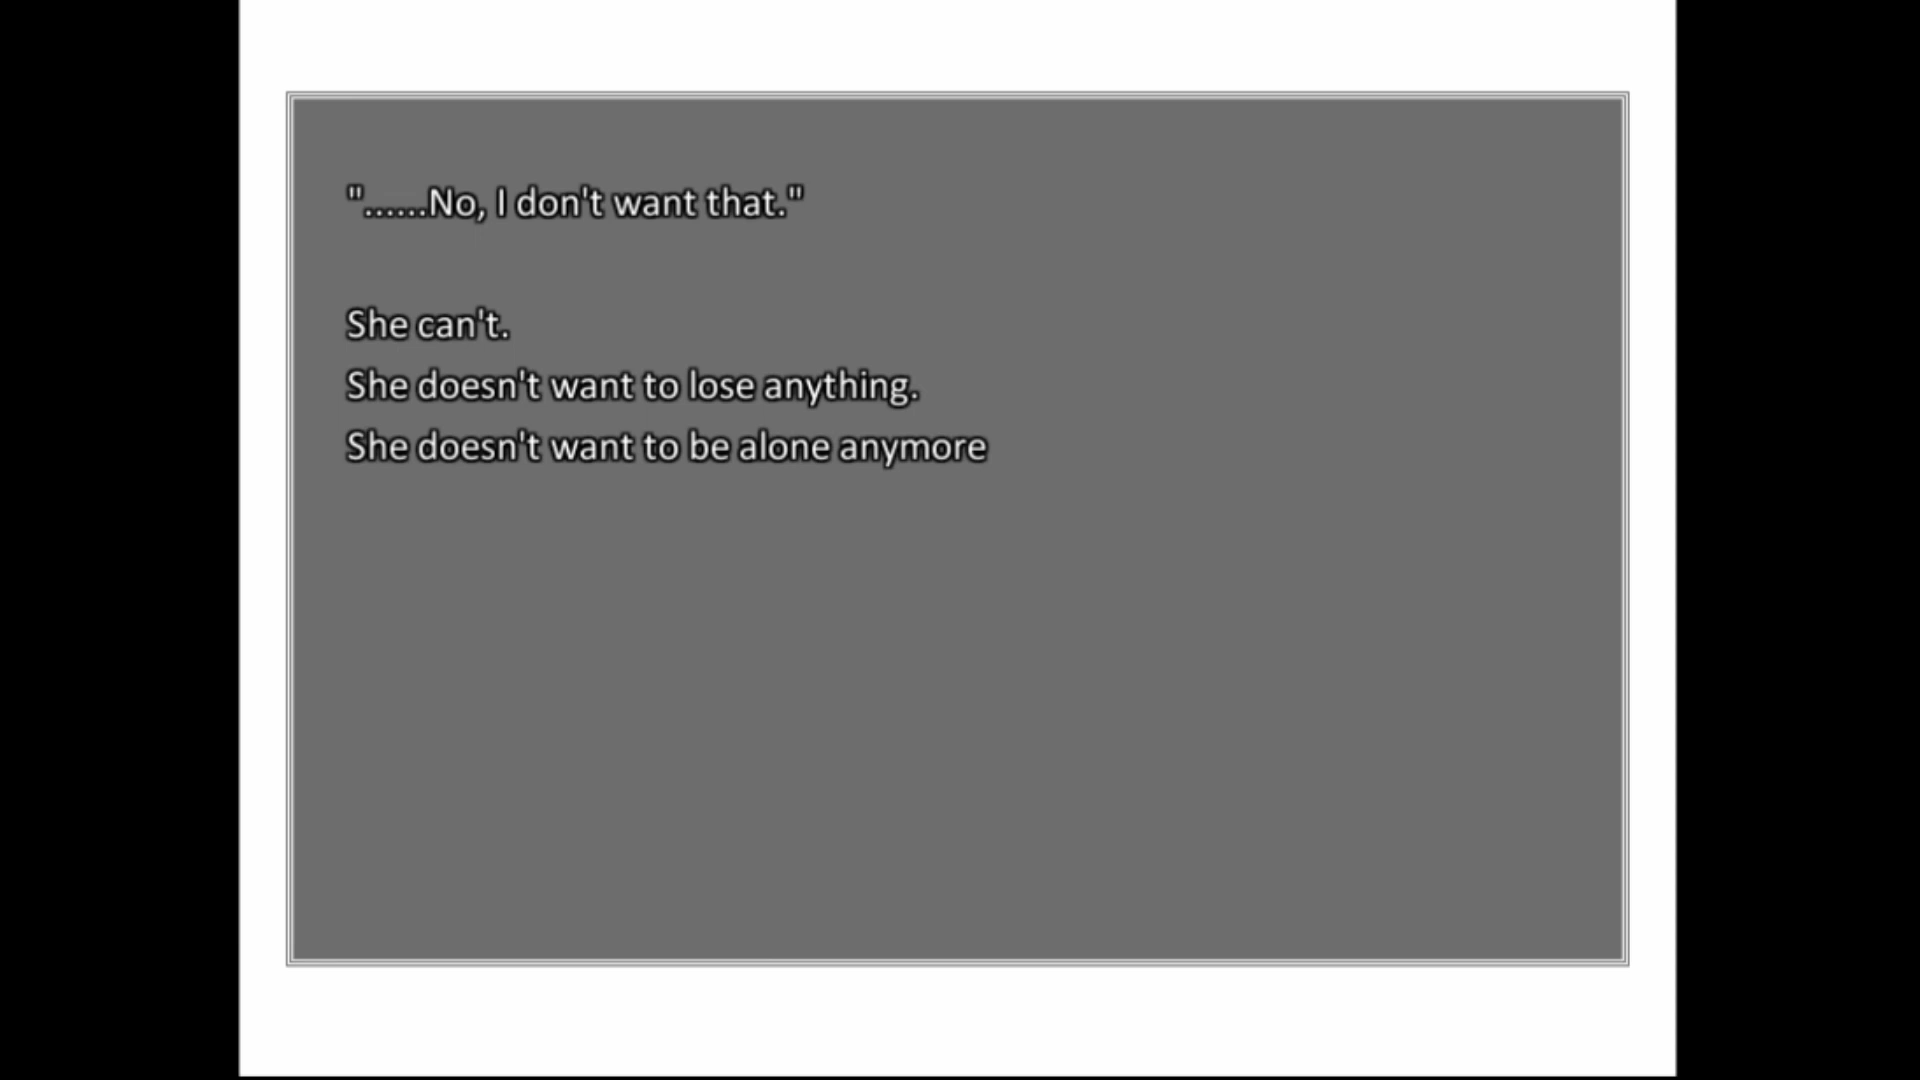 "......No, I don't want that."
She can't.
She doesn't want to lose anything.
She doesn't want to be alone anymore